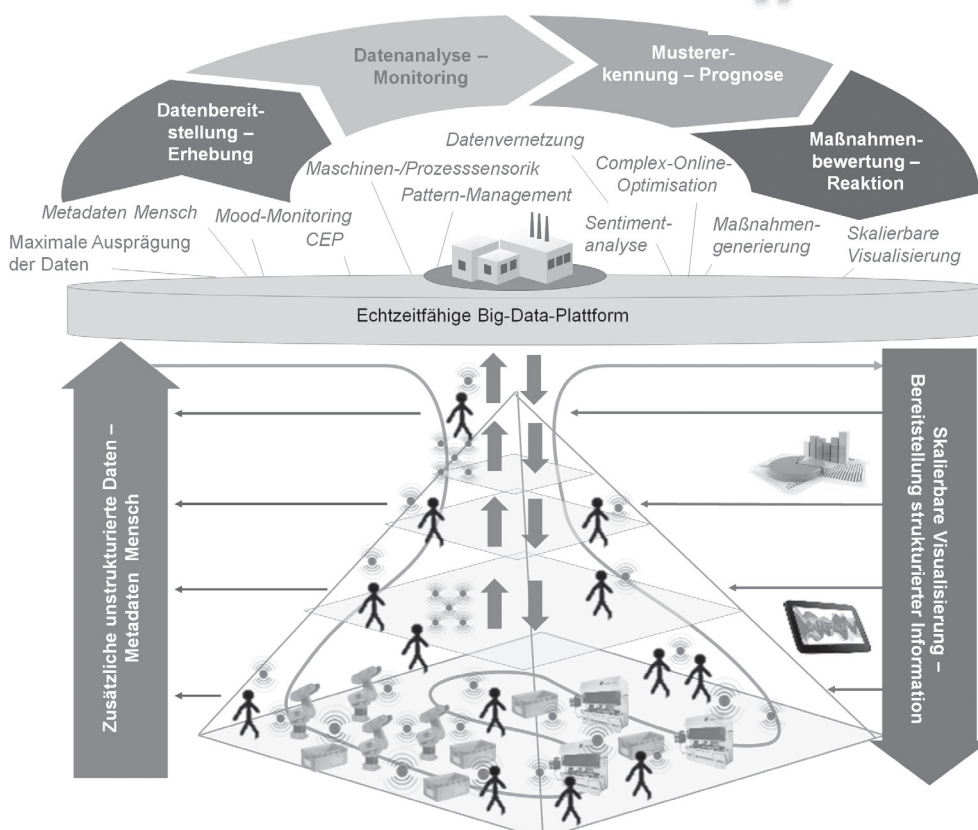 Datenanalyse –
Monitoring
Musterer-
kennung – Prognose
Datenbereit-
stellung –
Erhebung
Maßnahmen-
bewertung –
Reaktion
Datenvernetzung
Maschinen-/Prozesssensorik
Complex-Online-
Optimisation
Pattern-Management
Metadaten Mensch
Mood-Monitoring
CEP
Sentiment-
analyse
Maßnahmen-
generierung
Skalierbare
Visualisierung
Maximale Ausprägung
der Daten
Echtzeitfähige Big-Data-Plattform
Zusätzliche unstrukturierte Daten –
Metadaten Mensch
Skalierbare Visualisierung –
Bereitstellung strukturierter Information